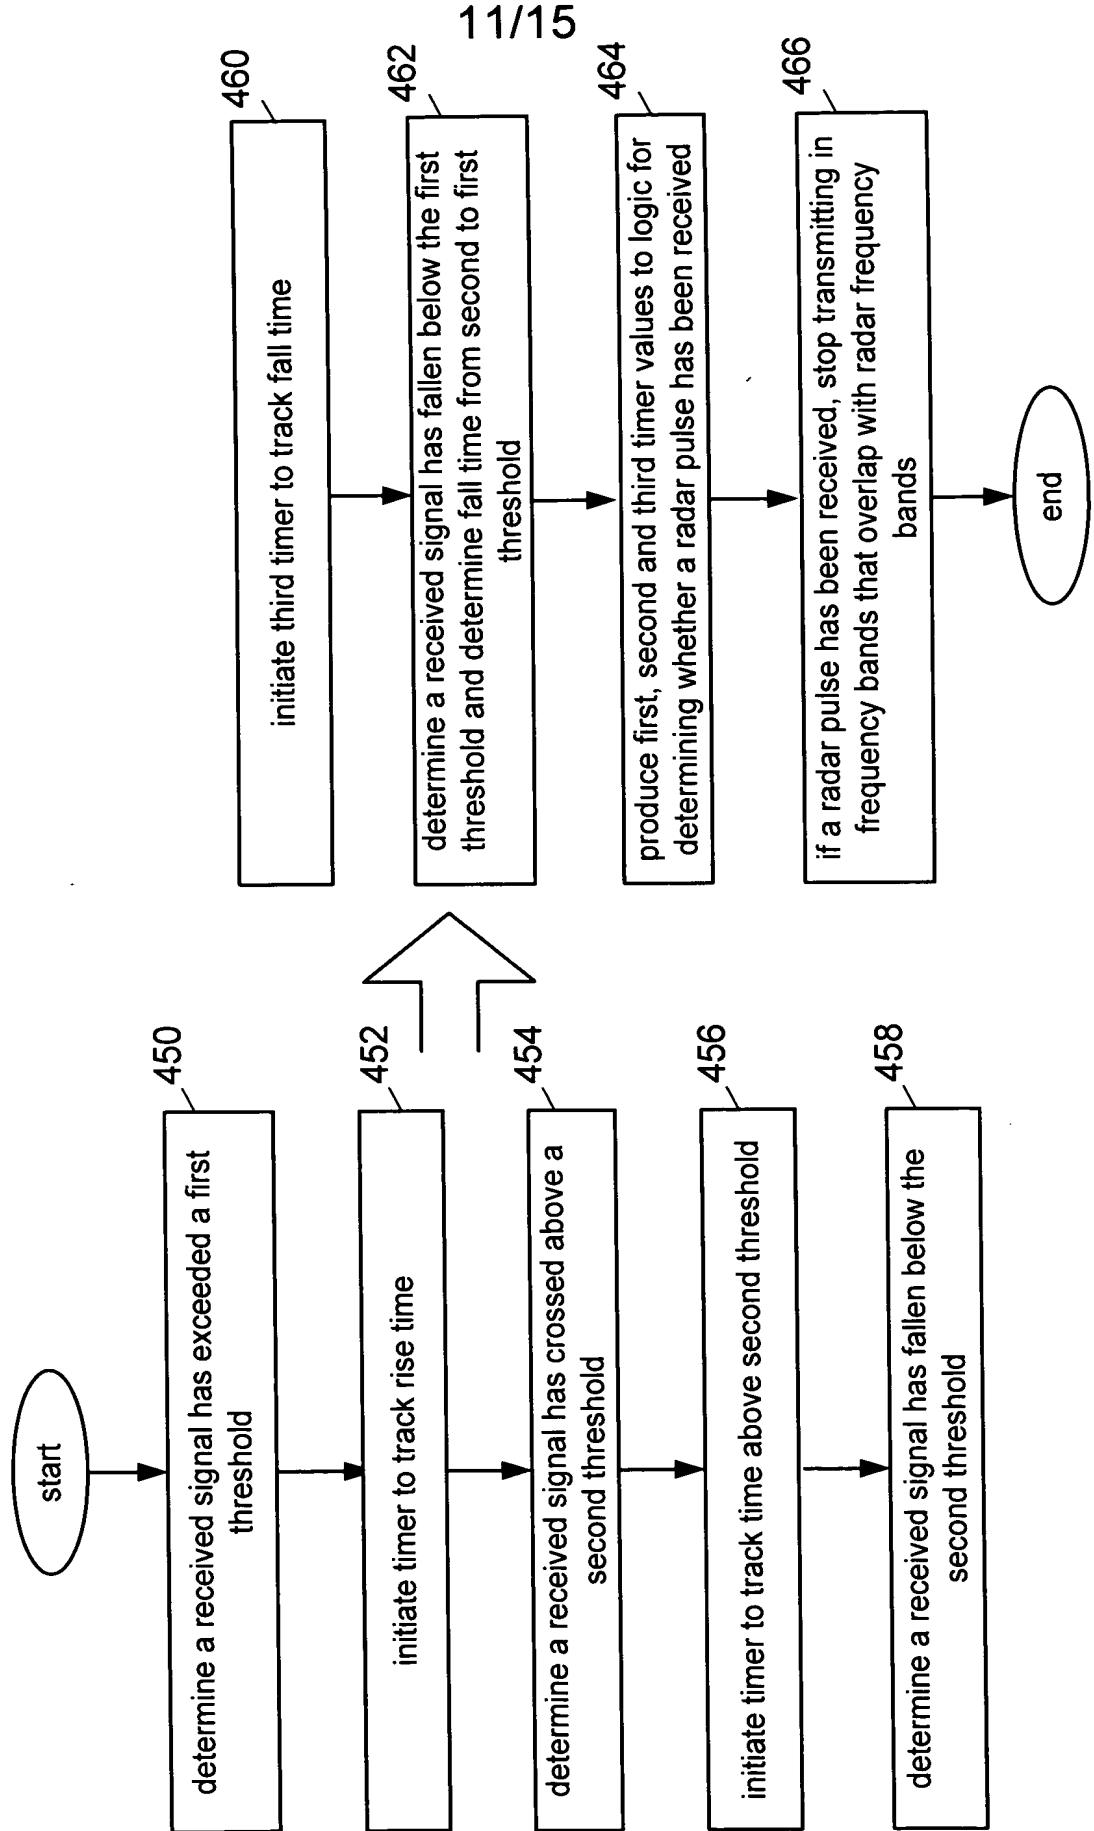 11/15
start
450
determine a received signal has exceeded a first
threshold
452
initiate timer to track rise time
454
determine a received signal has crossed above a
second threshold
456
initiate timer to track time above second threshold
458
determine a received signal has fallen below the
second threshold
460
initiate third timer to track fall time
462
determine a received signal has fallen below the first
threshold and determine fall time from second to first
threshold
464
produce first, second and third timer values to logic for
determining whether a radar pulse has been received
466
if a radar pulse has been received, stop transmitting in
frequency bands that overlap with radar frequency
bands
end